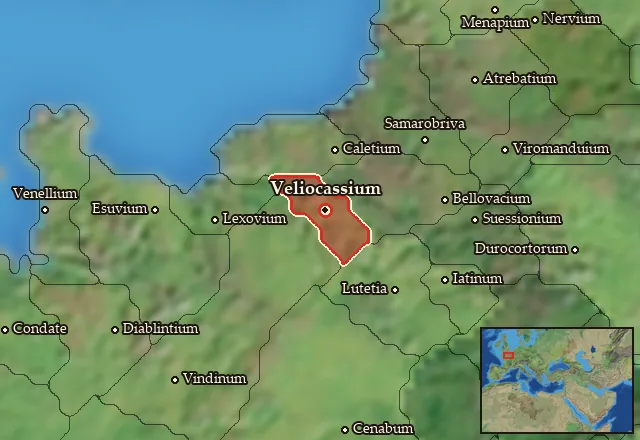 Menapium
Nervium
Atrebatium
Samarobriva
Caletium
Viromanduium
Veliocassium
Venellium
Esuvium
Lexovium
Bellovacium
Suessionium
Durocortorum
Iatinum
Lutetia
Condate
Diablintium
Vindinum
Cenabum